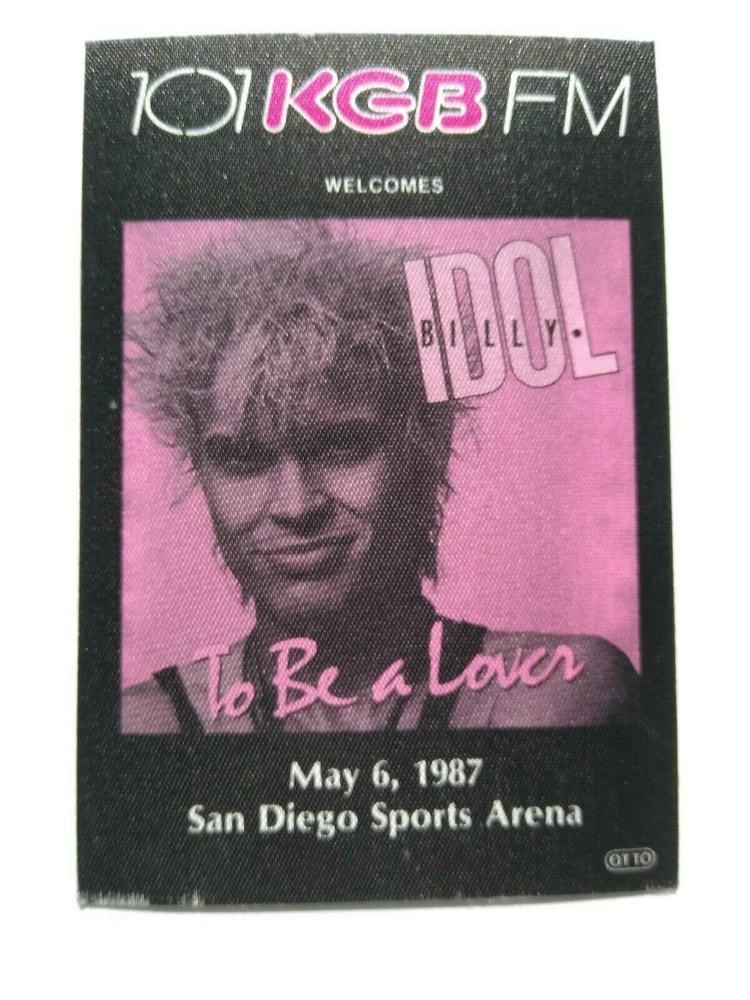 101 KGB FM
WELCOMES
IDOL
BILLY•
To Be a Lover
May 6, 1987
San Diego Sports Arena
OTTO